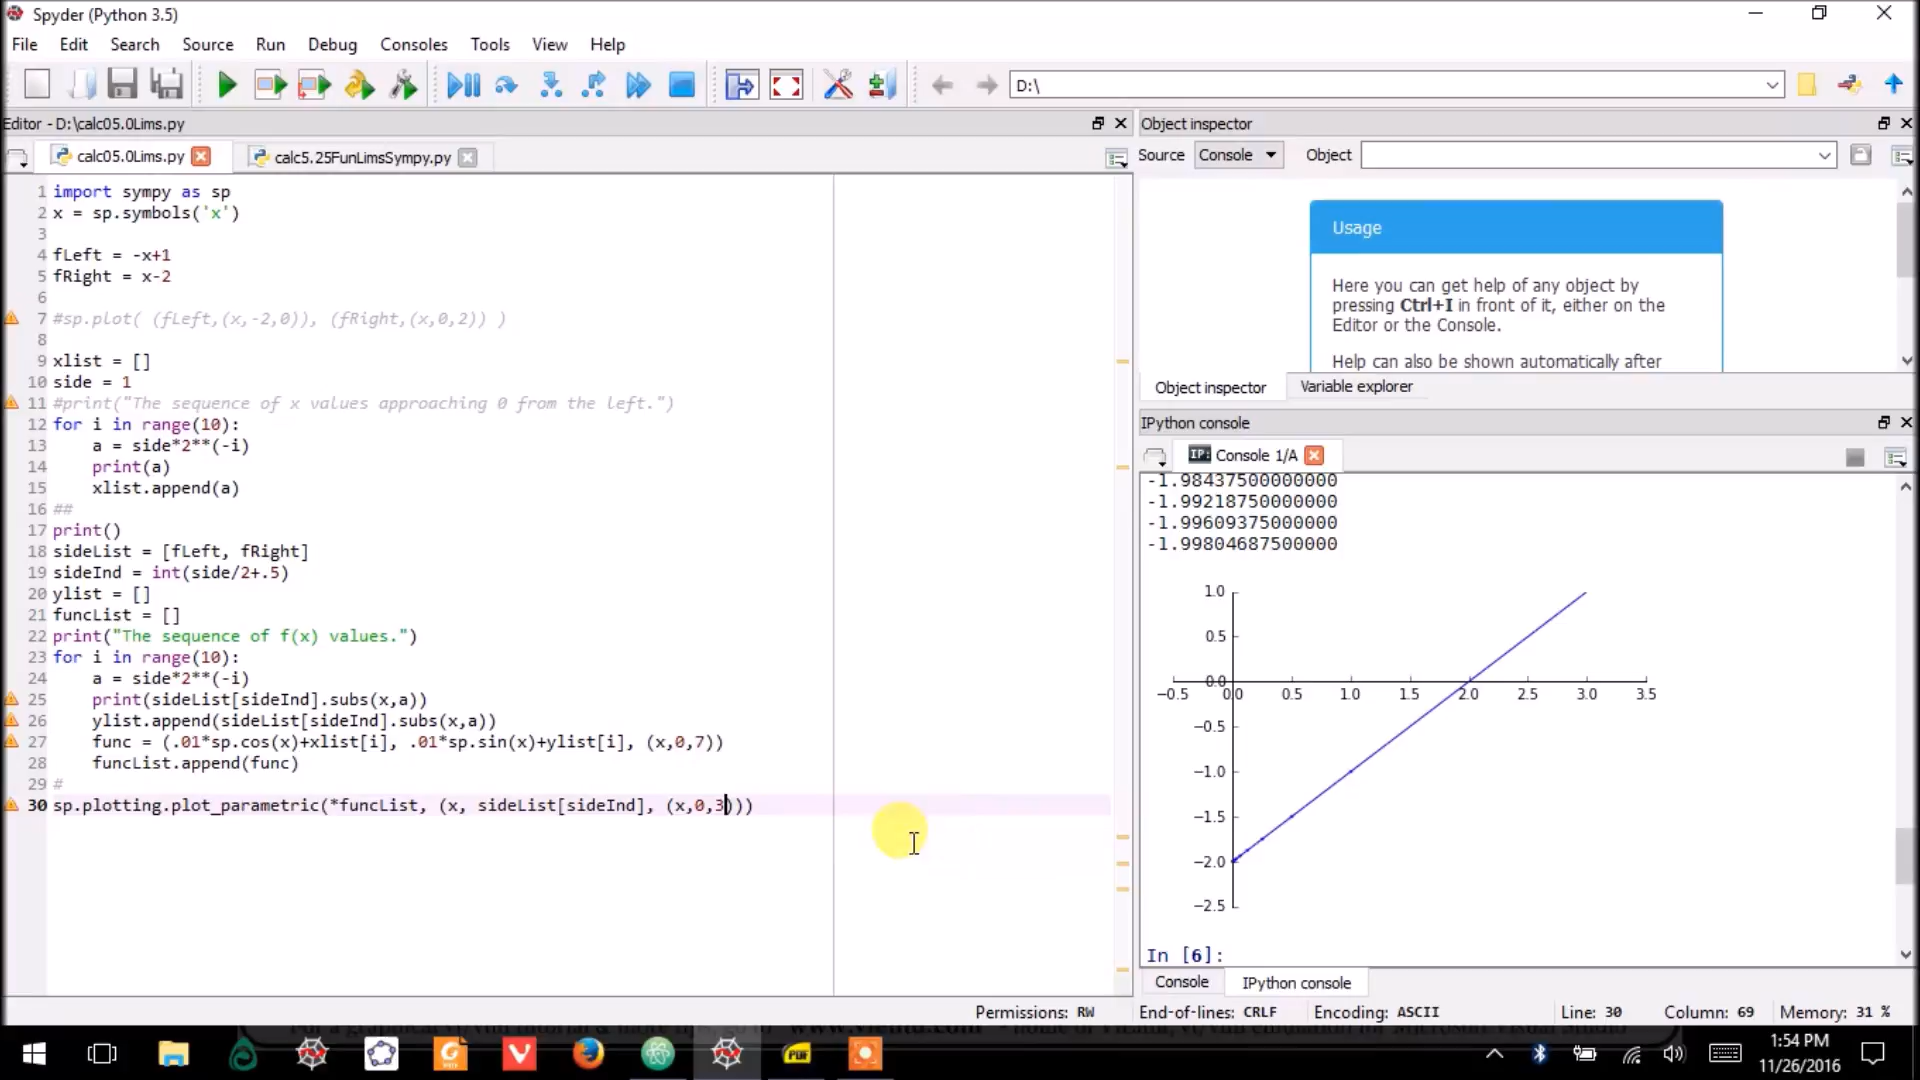 Spyder (Python 3.5)
File Edit Search Source Run Debug Consoles Tools View Help
D:\
Editor - D:\calc05.0Lims.py
calc05.0Lims.py calc5.25FunLimsSympy.py
1 import sympy as sp
2 x = sp.symbols('x')
3
4 fLeft = -x+1
5 fRight = x-2
6
7 #sp.plot( (fLeft,(x,-2,0)), (fRight,(x,0,2)) )
8
9 xlist = []
10 side = 1
11 #print("The sequence of x values approaching 0 from the left.")
12 for i in range(10):
13 a = side*2**(-i)
14 print(a)
15 xlist.append(a)
16 ##
17 print()
18 sideList = [fLeft, fRight]
19 sideInd = int(side/2+.5)
20 ylist = []
21 funcList = []
22 print("The sequence of f(x) values.")
23 for i in range(10):
24 a = side*2**(-i)
25 print(sideList[sideInd].subs(x,a))
26 ylist.append(sideList[sideInd].subs(x,a))
27 func = (.01*sp.cos(x)+xlist[i], .01*sp.sin(x)+ylist[i], (x,0,7))
28 funcList.append(func)
29 #
30 sp.plotting.plot_parametric(*funcList, (x, sideList[sideInd], (x,0,3)))
Object inspector
Source Console Object
Usage
Here you can get help of any object by
pressing Ctrl+I in front of it, either on the
Editor or the Console.
Help can also be shown automatically after
Object inspector Variable explorer
IPython console
IP: Console 1/A
-1.98437500000000
-1.99218750000000
-1.99609375000000
-1.99804687500000
1.0
0.5
0.0
−0.5 0.0 0.5 1.0 1.5 2.0 2.5 3.0 3.5
−0.5
−1.0
−1.5
−2.0
−2.5
In [6]:
Console IPython console
Permissions: RW End-of-lines: CRLF Encoding: ASCII Line: 30 Column: 69 Memory: 31 %
PDF
1:54 PM
11/26/2016